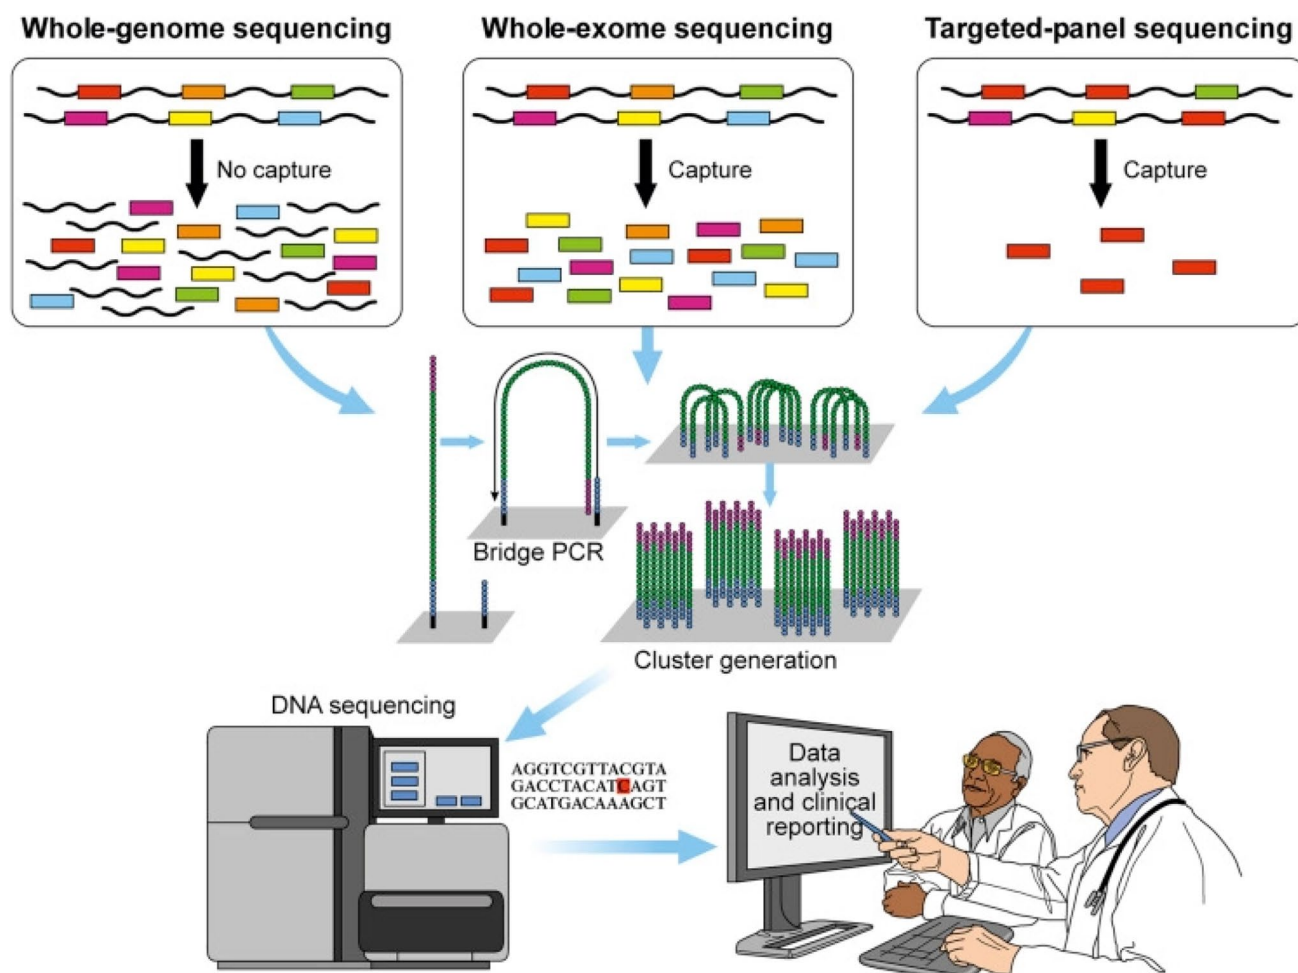 Whole-genome sequencing
Whole-exome sequencing
Targeted-panel sequencing
No capture
Capture
Capture
Bridge PCR
Cluster generation
DNA sequencing
AGGTCGTTACGTA
GACCTACATCAGT
GCATGACAAAGCT
Data
analysis
and clinical
reporting